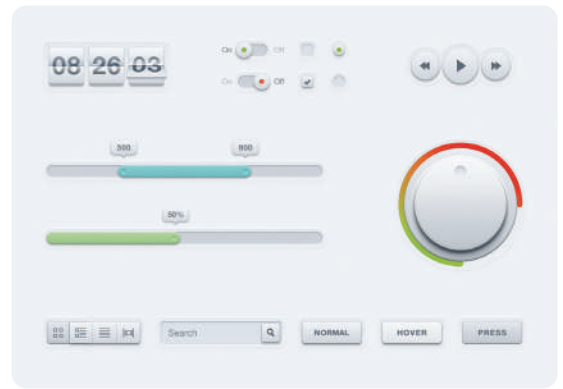 08 26 03
On Off
On Off
300 900
50%
Search
NORMAL HOVER PRESS